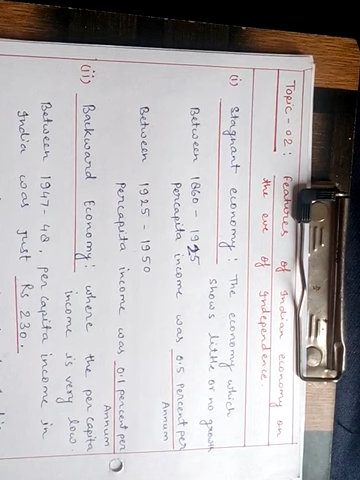 Topic - 02 : Features of Indian economy on
the eve of Independence.
(i) Stagnant economy : The economy which
shows little or no grown
Between 1860 - 1925
Percapita income was 0.5 percent per
Annum
Between 1925 - 1950
Percapita income was 0.1 percent per
Annum
(ii) Backward Economy : where the per capita
income is very low.
Between 1947-48, per capita income in
India was just Rs 230.